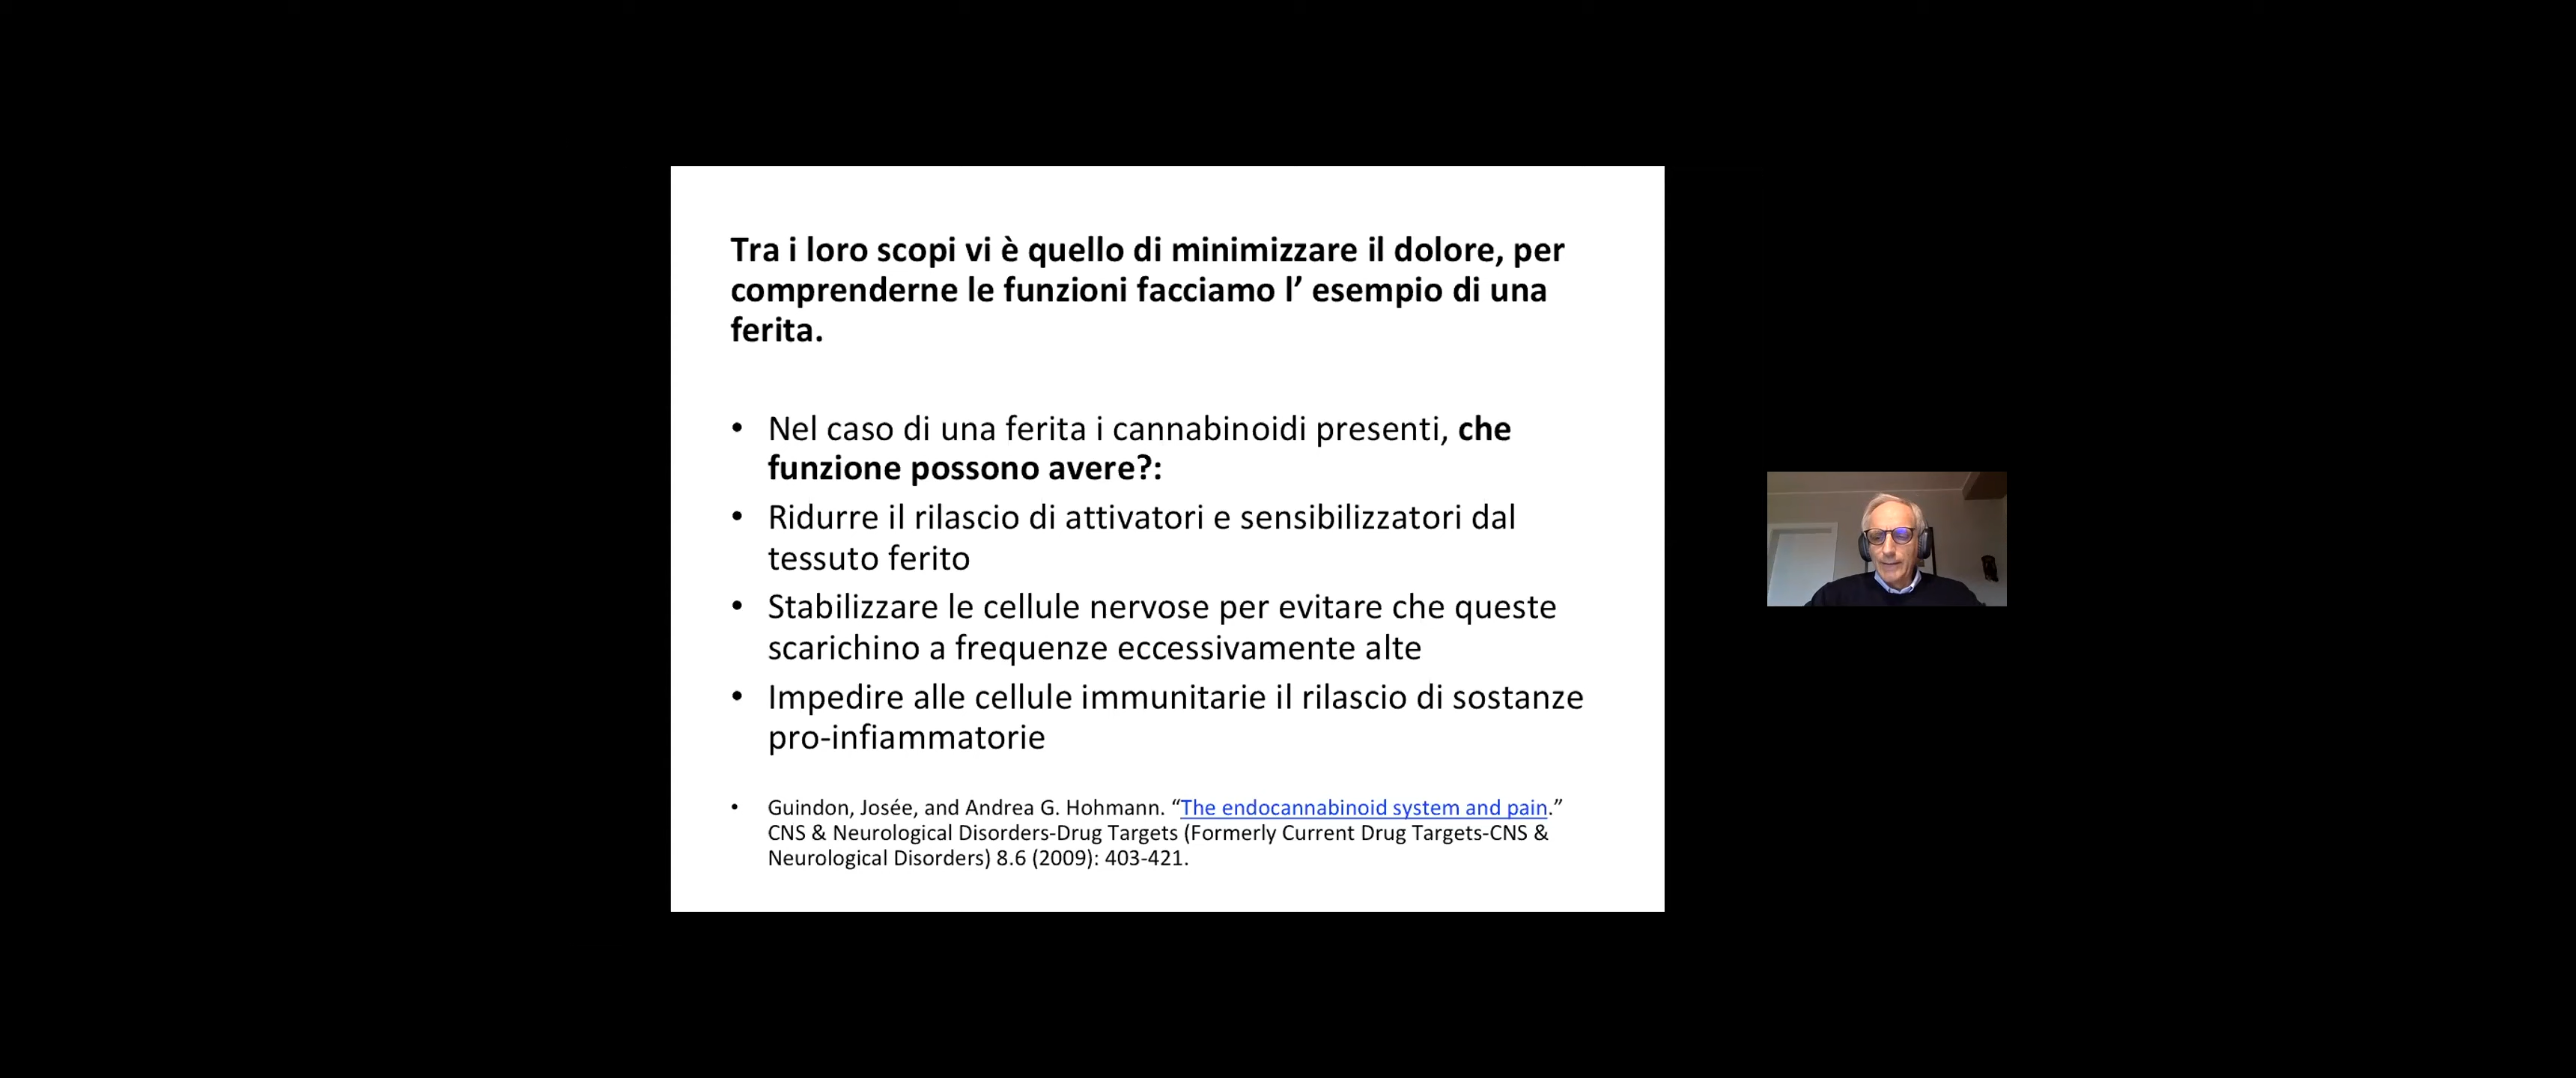 Tra i loro scopi vi è quello di minimizzare il dolore, per
comprenderne le funzioni facciamo l’ esempio di una
ferita.
• Nel caso di una ferita i cannabinoidi presenti, che
funzione possono avere?:
• Ridurre il rilascio di attivatori e sensibilizzatori dal
tessuto ferito
• Stabilizzare le cellule nervose per evitare che queste
scarichino a frequenze eccessivamente alte
• Impedire alle cellule immunitarie il rilascio di sostanze
pro-infiammatorie
• Guindon, Josée, and Andrea G. Hohmann. “The endocannabinoid system and pain.”
CNS & Neurological Disorders-Drug Targets (Formerly Current Drug Targets-CNS &
Neurological Disorders) 8.6 (2009): 403-421.